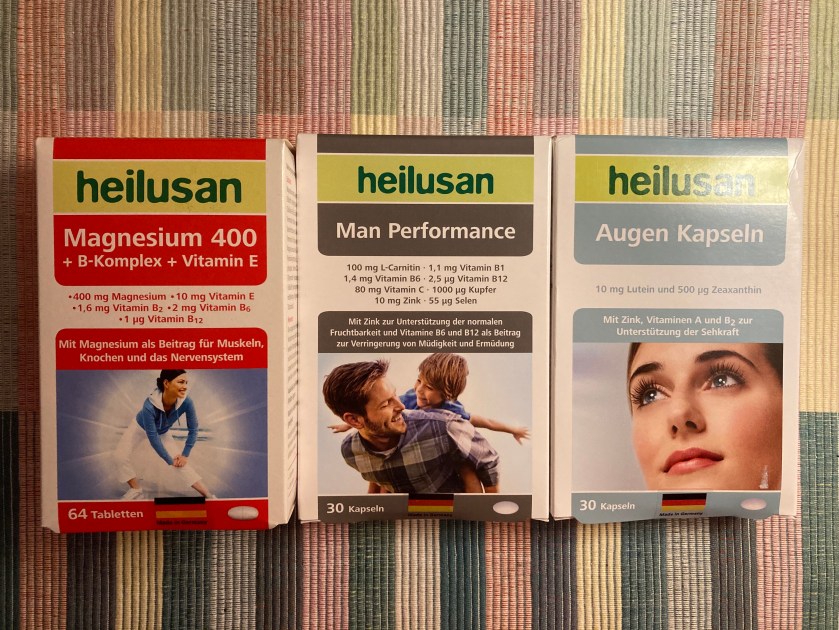 heilusan
Magnesium 400
+ B-Komplex + Vitamin E
•400 mg Magnesium •10 mg Vitamin E
•1,6 mg Vitamin B2 •2 mg Vitamin B6
•1 µg Vitamin B12
Mit Magnesium als Beitrag für Muskeln,
Knochen und das Nervensystem
64 Tabletten
Made in Germany
heilusan
Man Performance
100 mg L-Carnitin · 1,1 mg Vitamin B1
1,4 mg Vitamin B6 · 2,5 µg Vitamin B12
80 mg Vitamin C · 1000 µg Kupfer
10 mg Zink · 55 µg Selen
Mit Zink zur Unterstützung der normalen
Fruchtbarkeit und Vitamine B6 und B12 als Beitrag
zur Verringerung von Müdigkeit und Ermüdung
30 Kapseln
Made in Germany
heilusan
Augen Kapseln
10 mg Lutein und 500 µg Zeaxanthin
Mit Zink, Vitaminen A und B2 zur
Unterstützung der Sehkraft
30 Kapseln
Made in Germany